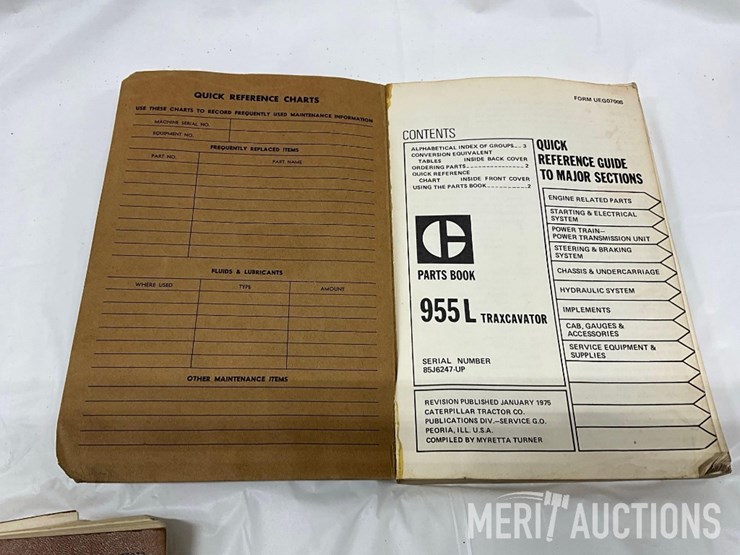 QUICK REFERENCE CHARTS
USE THESE CHARTS TO RECORD FREQUENTLY USED MAINTENANCE INFORMATION
MACHINE SERIAL NO.
EQUIPMENT NO.
FREQUENTLY REPLACED ITEMS
PART NO. PART NAME
FLUIDS & LUBRICANTS
WHERE USED TYPE AMOUNT
OTHER MAINTENANCE ITEMS
FORM UEG0700S
CONTENTS
ALPHABETICAL INDEX OF GROUPS...3
CONVERSION EQUIVALENT
TABLES INSIDE BACK COVER
ORDERING PARTS------------2
QUICK REFERENCE
CHART INSIDE FRONT COVER
USING THE PARTS BOOK--------2
C
PARTS BOOK
955L TRAXCAVATOR
SERIAL NUMBER
85J6247-UP
REVISION PUBLISHED JANUARY 1975
CATERPILLAR TRACTOR CO.
PUBLICATIONS DIV.-SERVICE G.O.
PEORIA, ILL. U.S.A.
COMPILED BY MYRETTA TURNER
QUICK
REFERENCE GUIDE
TO MAJOR SECTIONS
ENGINE RELATED PARTS
STARTING & ELECTRICAL
SYSTEM
POWER TRAIN—
POWER TRANSMISSION UNIT
STEERING & BRAKING
SYSTEM
CHASSIS & UNDERCARRIAGE
HYDRAULIC SYSTEM
IMPLEMENTS
CAB, GAUGES &
ACCESSORIES
SERVICE EQUIPMENT &
SUPPLIES
MERIT AUCTIONS